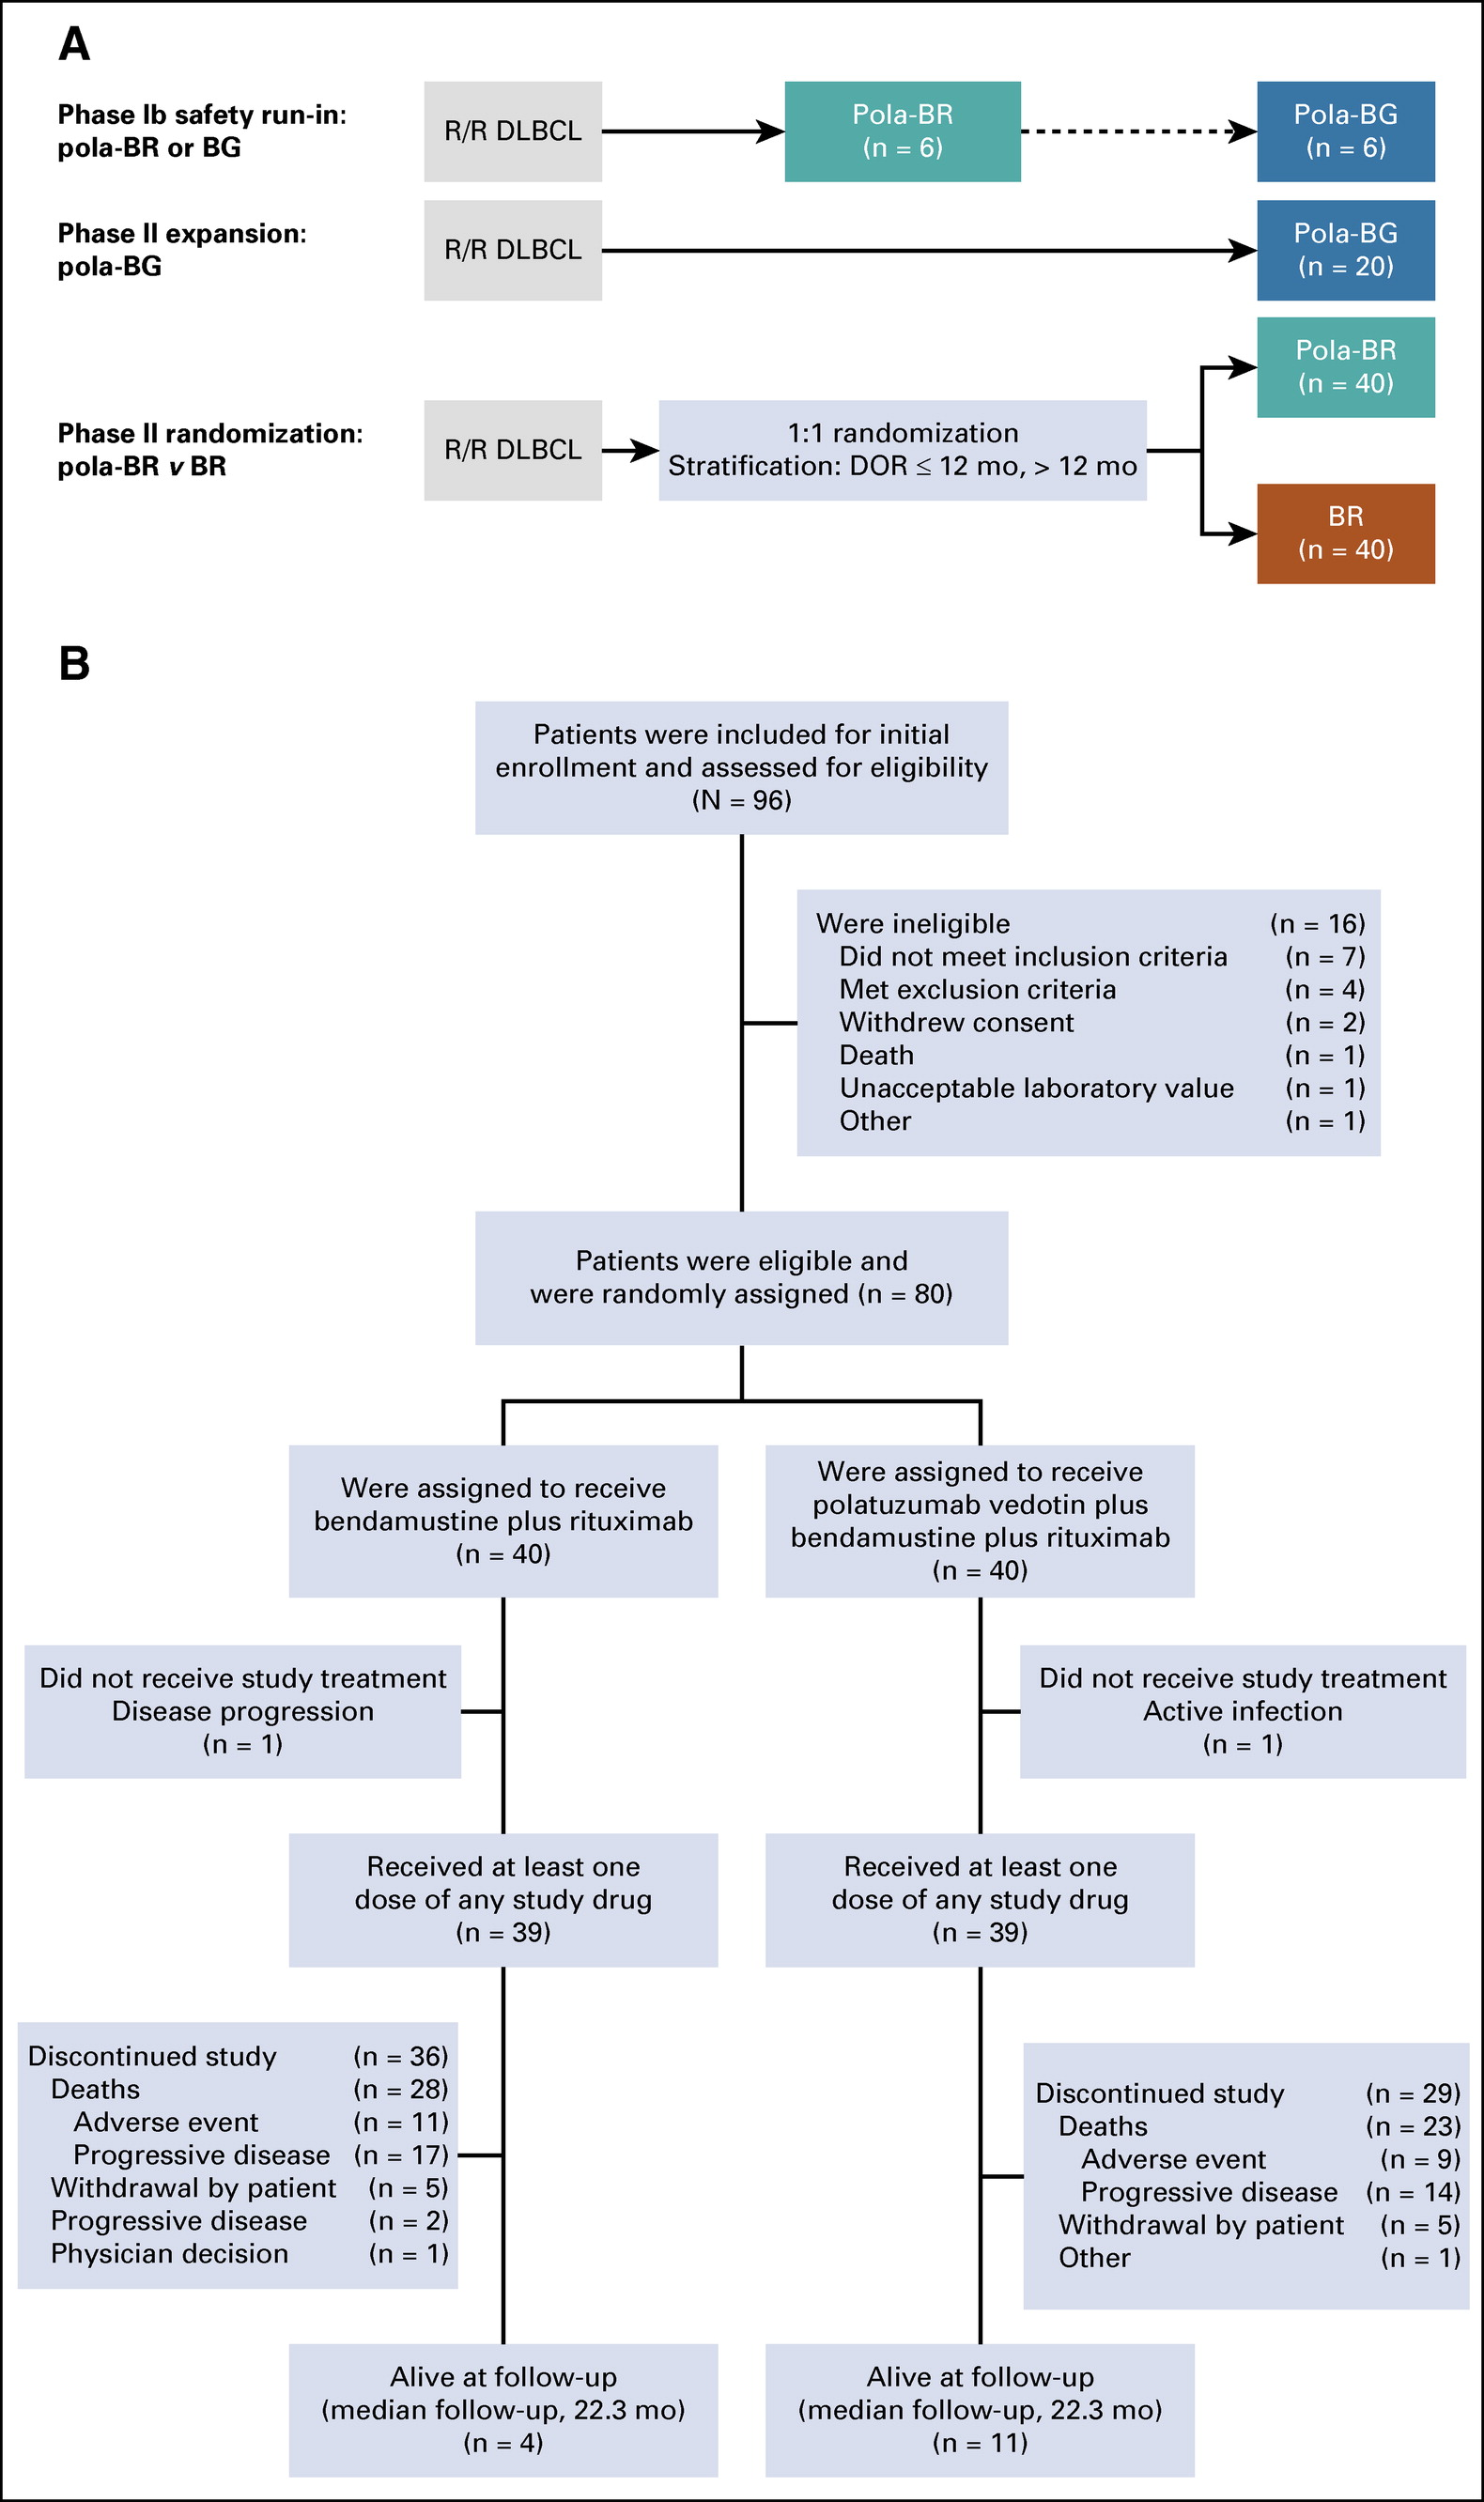 A
Phase Ib safety run-in:
pola-BR or BG
R/R DLBCL
Pola-BR
(n = 6)
Pola-BG
(n = 6)
Phase II expansion:
pola-BG
R/R DLBCL
Pola-BG
(n = 20)
Phase II randomization:
pola-BR v BR
R/R DLBCL
1:1 randomization
Stratification: DOR ≤ 12 mo, > 12 mo
Pola-BR
(n = 40)
BR
(n = 40)
B
Patients were included for initial
enrollment and assessed for eligibility
(N = 96)
Were ineligible (n = 16)
Did not meet inclusion criteria (n = 7)
Met exclusion criteria (n = 4)
Withdrew consent (n = 2)
Death (n = 1)
Unacceptable laboratory value (n = 1)
Other (n = 1)
Patients were eligible and
were randomly assigned (n = 80)
Were assigned to receive
bendamustine plus rituximab
(n = 40)
Were assigned to receive
polatuzumab vedotin plus
bendamustine plus rituximab
(n = 40)
Did not receive study treatment
Disease progression
(n = 1)
Did not receive study treatment
Active infection
(n = 1)
Received at least one
dose of any study drug
(n = 39)
Received at least one
dose of any study drug
(n = 39)
Discontinued study (n = 36)
Deaths (n = 28)
Adverse event (n = 11)
Progressive disease (n = 17)
Withdrawal by patient (n = 5)
Progressive disease (n = 2)
Physician decision (n = 1)
Discontinued study (n = 29)
Deaths (n = 23)
Adverse event (n = 9)
Progressive disease (n = 14)
Withdrawal by patient (n = 5)
Other (n = 1)
Alive at follow-up
(median follow-up, 22.3 mo)
(n = 4)
Alive at follow-up
(median follow-up, 22.3 mo)
(n = 11)